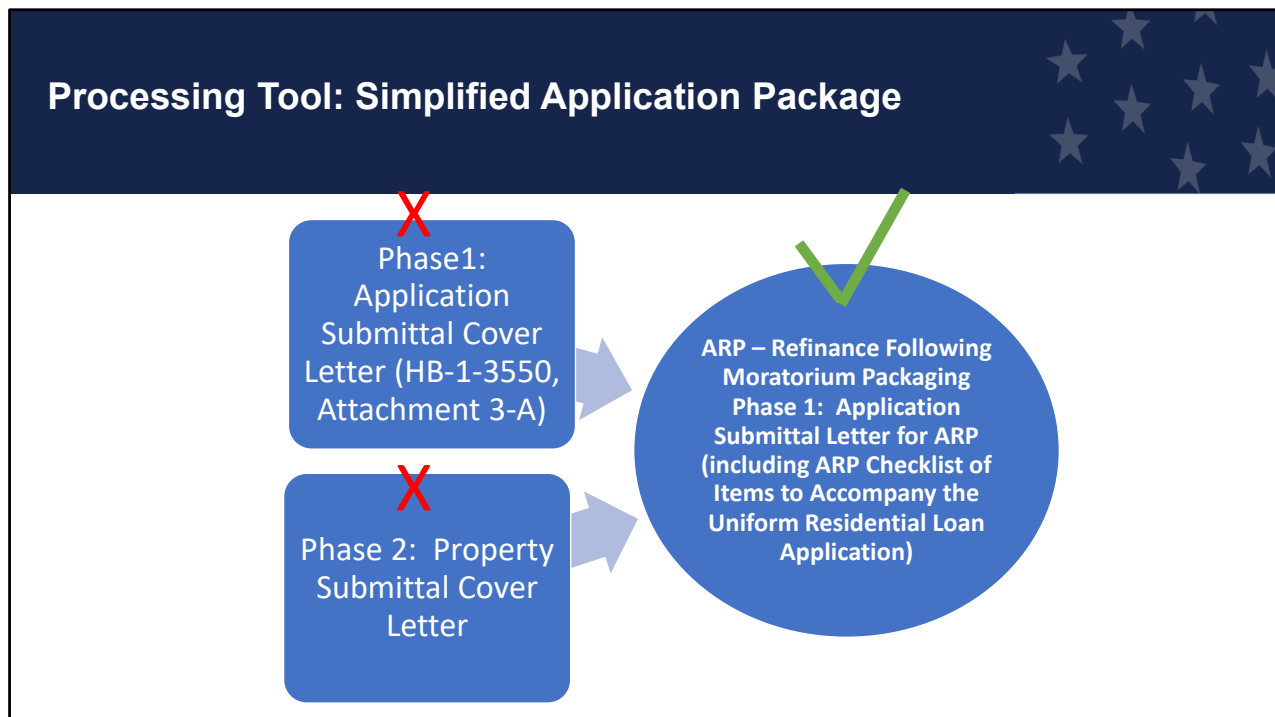 Processing Tool: Simplified Application Package
X
Phase1:
Application
Submittal Cover
Letter (HB-1-3550,
Attachment 3-A)
X
Phase 2:  Property
Submittal Cover
Letter
ARP – Refinance Following
Moratorium Packaging
Phase 1:  Application
Submittal Letter for ARP
(including ARP Checklist of
Items to Accompany the
Uniform Residential Loan
Application)